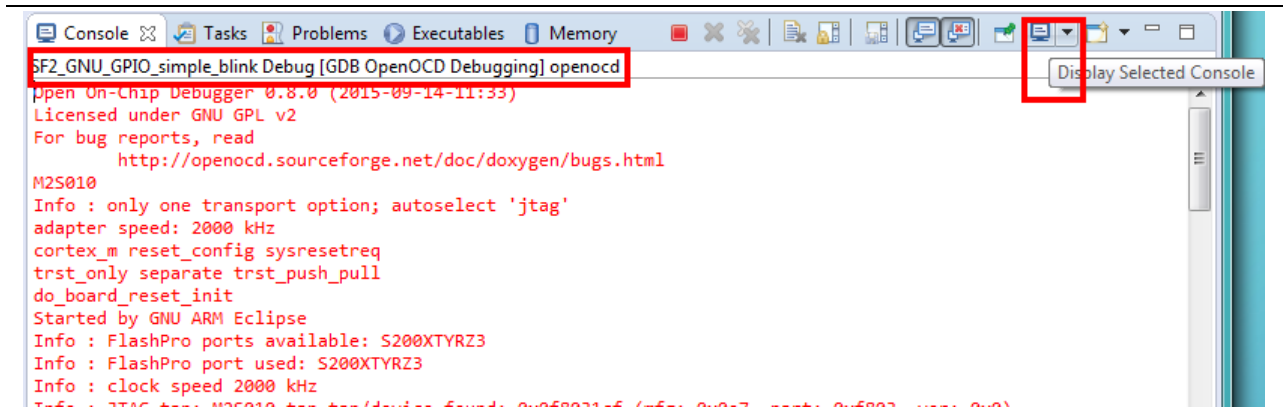 Console Tasks Problems Executables Memory
SF2_GNU_GPIO_simple_blink Debug [GDB OpenOCD Debugging] openocd
Display Selected Console
Open On-Chip Debugger 0.8.0 (2015-09-14-11:33)
Licensed under GNU GPL v2
For bug reports, read
http://openocd.sourceforge.net/doc/doxygen/bugs.html
M2S010
Info : only one transport option; autoselect 'jtag'
adapter speed: 2000 kHz
cortex_m reset_config sysresetreq
trst_only separate trst_push_pull
do_board_reset_init
Started by GNU ARM Eclipse
Info : FlashPro ports available: S200XTYRZ3
Info : FlashPro port used: S200XTYRZ3
Info : clock speed 2000 kHz